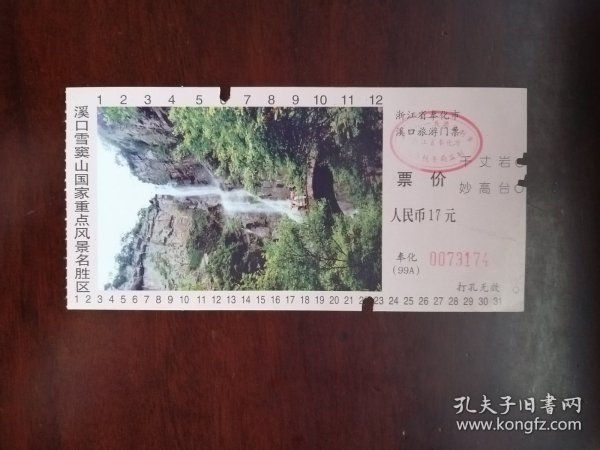 溪口雪窦山国家重点风景名胜区
1 2 3 4 5 6 7 8 9 10 11 12
浙江省奉化市
溪口旅游门票
千丈岩
妙高台
票价
人民币17元
奉化
(99A)
0073174
打孔无效
1 2 3 4 5 6 7 8 9 10 11 12 13 14 15 16 17 18 19 20 21 22 23 24 25 26 27 28 29 30 31
孔夫子旧书网
www.kongfz.com